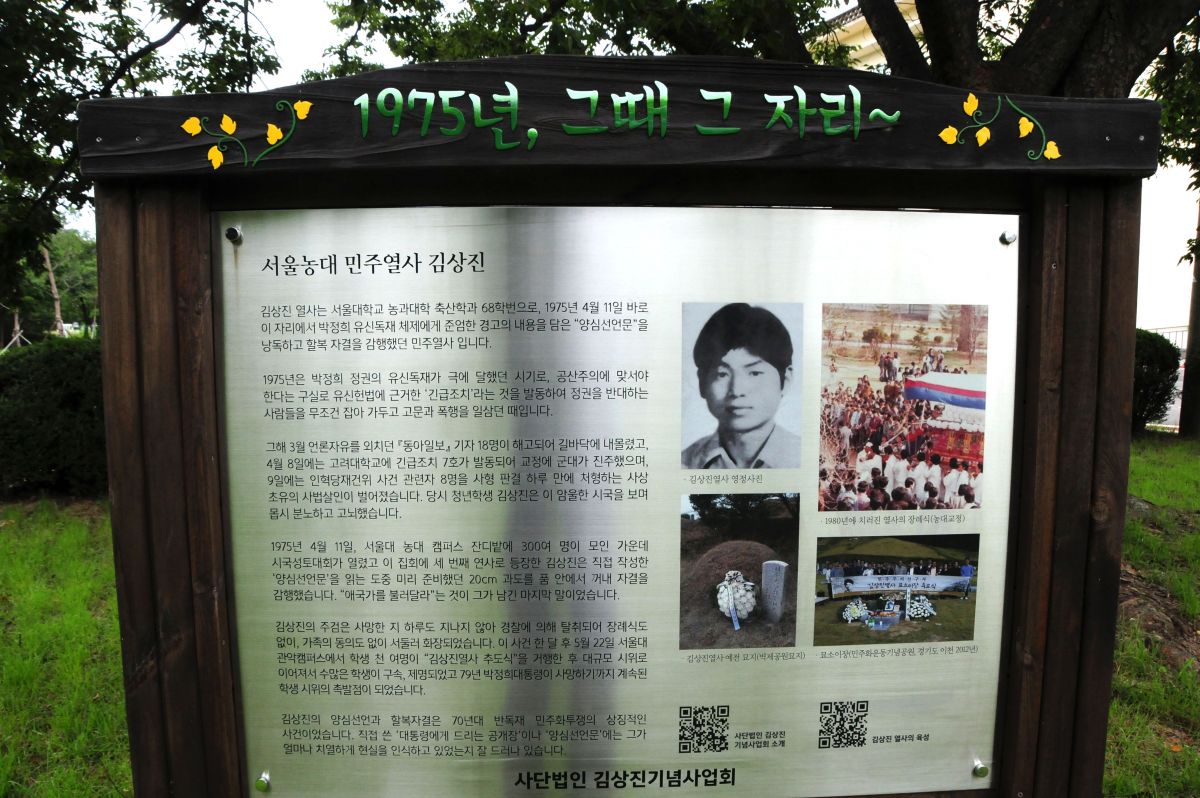 1975년, 그때 그 자리~
서울농대 민주열사 김상진
김상진 열사는 서울대학교 농과대학 축산학과 68학번으로, 1975년 4월 11일 바로
이 자리에서 박정희 유신독재 체제에게 준엄한 경고의 내용을 담은 “양심선언문”을
낭독하고 할복 자결을 감행했던 민주열사 입니다.
1975년은 박정희 정권의 유신독재가 극에 달했던 시기로, 공산주의에 맞서야
한다는 구실로 유신헌법에 근거한 '긴급조치'라는 것을 발동하여 정권을 반대하는
사람들을 무조건 잡아 가두고 고문과 폭행을 일삼던 때입니다.
그해 3월 언론자유를 외치던 『동아일보』 기자 18명이 해고되어 길바닥에 내몰렸고,
4월 8일에는 고려대학교에 긴급조치 7호가 발동되어 교정에 군대가 진주했으며,
9일에는 인혁당재건위 사건 관련자 8명을 사형 판결 하루 만에 처형하는 사상
초유의 사법살인이 벌어졌습니다. 당시 청년학생 김상진은 이 암울한 시국을 보며
몹시 분노하고 고뇌했습니다.
1975년 4월 11일, 서울대 농대 캠퍼스 잔디밭에 300여 명이 모인 가운데
시국성토대회가 열렸고 이 집회에 세 번째 연사로 등장한 김상진은 직접 작성한
'양심선언문'을 읽는 도중 미리 준비했던 20cm 과도를 품 안에서 꺼내 자결을
감행했습니다. “애국가를 불러달라”는 것이 그가 남긴 마지막 말이었습니다.
김상진의 주검은 사망한 지 하루도 지나지 않아 경찰에 의해 탈취되어 장례식도
없이, 가족의 동의도 없이 서둘러 화장되었습니다. 이 사건 한 달 후 5월 22일 서울대
관악캠퍼스에서 학생 천 여명이 “김상진열사 추도식”을 거행한 후 대규모 시위로
이어져서 수많은 학생이 구속, 제명되었고 79년 박정희대통령이 사망하기까지 계속된
학생 시위의 촉발점이 되었습니다.
김상진의 양심선언과 할복자결은 70년대 반독재 민주화투쟁의 상징적인
사건이었습니다. 직접 쓴 '대통령에게 드리는 공개장'이나 '양심선언문'에는 그가
얼마나 치열하게 현실을 인식하고 있었는지 잘 드러나 있습니다.
· 김상진열사 영정사진
· 1980년에 치러진 열사의 장례식(농대교정)
· 김상진열사 예전 묘지(벽제공원묘지)
김상진열사 묘소이장 추모식
· 묘소이장(민주화운동기념공원, 경기도 이천 2012년)
사단법인 김상진
기념사업회 소개
김상진 열사의 육성
사단법인 김상진기념사업회